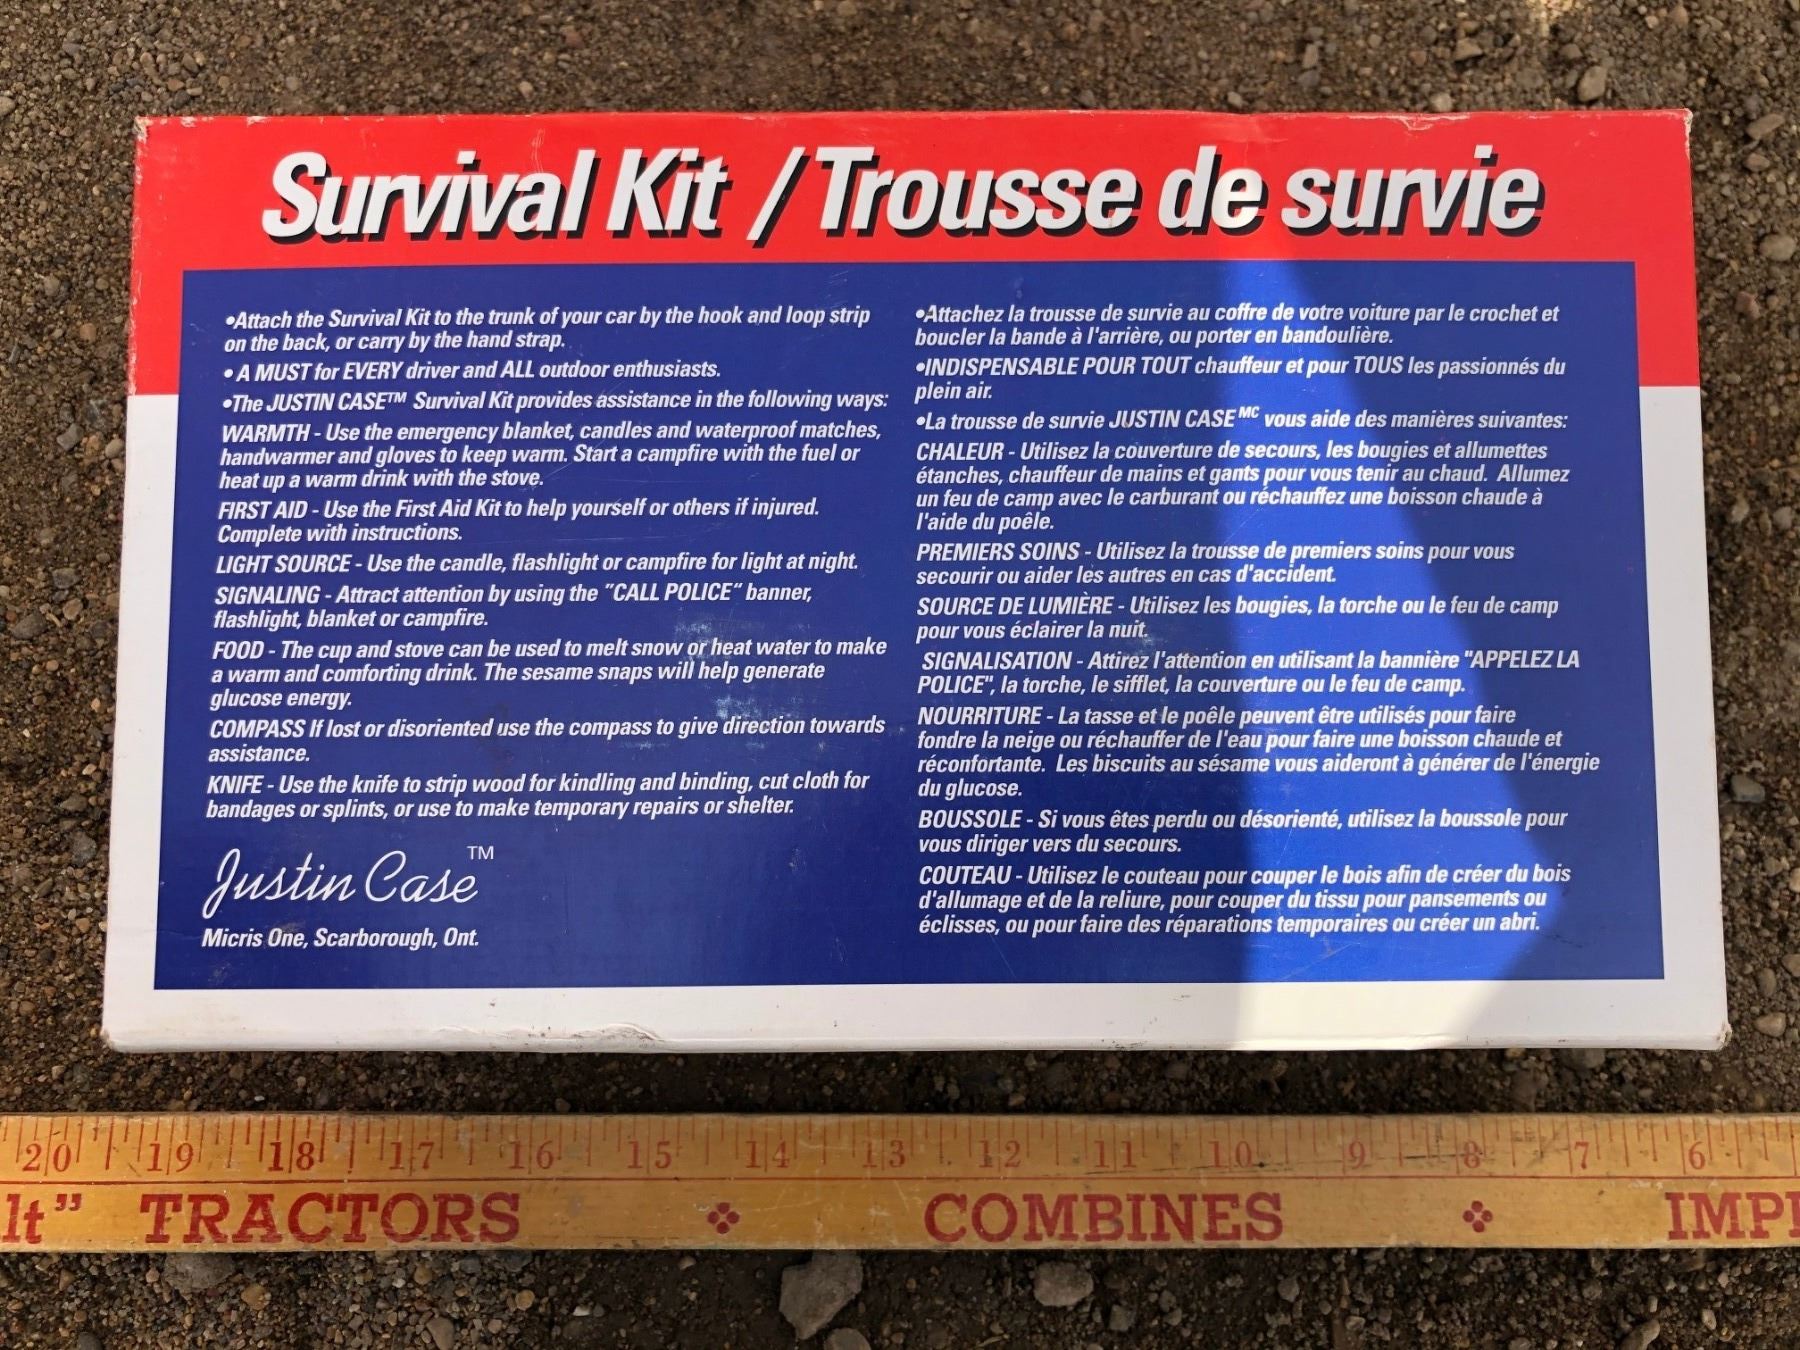 Survival Kit / Trousse de survie
•Attach the Survival Kit to the trunk of your car by the hook and loop strip
on the back, or carry by the hand strap.
• A MUST for EVERY driver and ALL outdoor enthusiasts.
•The JUSTIN CASE™ Survival Kit provides assistance in the following ways:
WARMTH - Use the emergency blanket, candles and waterproof matches,
handwarmer and gloves to keep warm. Start a campfire with the fuel or
heat up a warm drink with the stove.
FIRST AID - Use the First Aid Kit to help yourself or others if injured.
Complete with instructions.
LIGHT SOURCE - Use the candle, flashlight or campfire for light at night.
SIGNALING - Attract attention by using the "CALL POLICE" banner,
flashlight, blanket or campfire.
FOOD - The cup and stove can be used to melt snow or heat water to make
a warm and comforting drink. The sesame snaps will help generate
glucose energy.
COMPASS If lost or disoriented use the compass to give direction towards
assistance.
KNIFE - Use the knife to strip wood for kindling and binding, cut cloth for
bandages or splints, or use to make temporary repairs or shelter.
Justin Case™
Micris One, Scarborough, Ont.
•Attachez la trousse de survie au coffre de votre voiture par le crochet et
boucler la bande à l'arrière, ou porter en bandoulière.
•INDISPENSABLE POUR TOUT chauffeur et pour TOUS les passionnés du
plein air.
•La trousse de survie JUSTIN CASE MC vous aide des manières suivantes:
CHALEUR - Utilisez la couverture de secours, les bougies et allumettes
étanches, chauffeur de mains et gants pour vous tenir au chaud. Allumez
un feu de camp avec le carburant ou réchauffez une boisson chaude à
l'aide du poêle.
PREMIERS SOINS - Utilisez la trousse de premiers soins pour vous
secourir ou aider les autres en cas d'accident.
SOURCE DE LUMIÈRE - Utilisez les bougies, la torche ou le feu de camp
pour vous éclairer la nuit.
SIGNALISATION - Attirez l'attention en utilisant la bannière "APPELEZ LA
POLICE", la torche, le sifflet, la couverture ou le feu de camp.
NOURRITURE - La tasse et le poêle peuvent être utilisés pour faire
fondre la neige ou réchauffer de l'eau pour faire une boisson chaude et
réconfortante. Les biscuits au sésame vous aideront à générer de l'énergie
du glucose.
BOUSSOLE - Si vous êtes perdu ou désorienté, utilisez la boussole pour
vous diriger vers du secours.
COUTEAU - Utilisez le couteau pour couper le bois afin de créer du bois
d'allumage et de la reliure, pour couper du tissu pour pansements ou
éclisses, ou pour faire des réparations temporaires ou créer un abri.
20 19 18 17 16 15 14 13 12 11 10 9 8 7 6
lt” TRACTORS COMBINES IMP